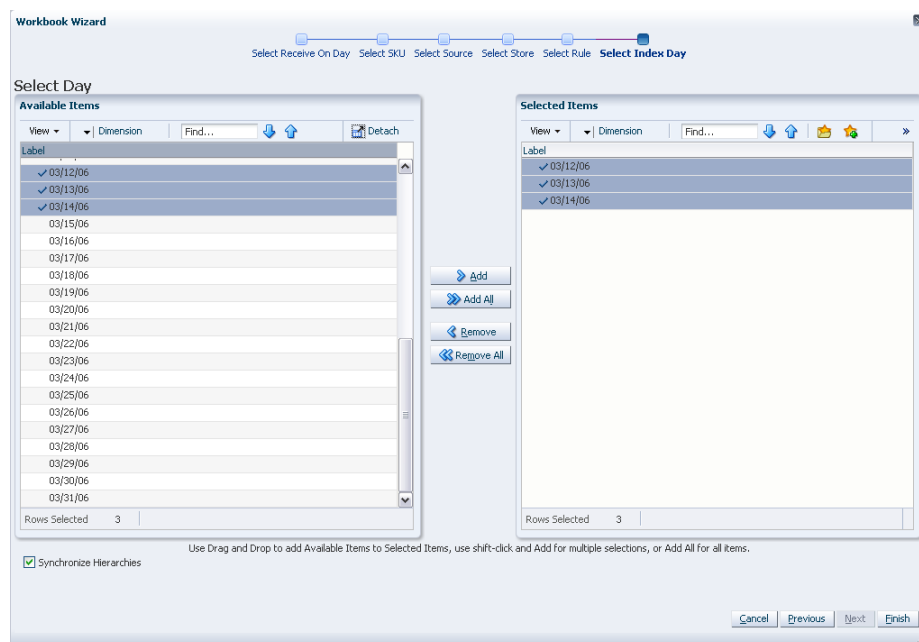 Workbook Wizard
Select Receive On Day Select SKU Select Source Select Store Select Rule Select Index Day
Select Day
Available Items
View Dimension Find... Detach
Label
03/12/06
03/13/06
03/14/06
03/15/06
03/16/06
03/17/06
03/18/06
03/19/06
03/20/06
03/21/06
03/22/06
03/23/06
03/24/06
03/25/06
03/26/06
03/27/06
03/28/06
03/29/06
03/30/06
03/31/06
Rows Selected 3
Add
Add All
Remove
Remove All
Selected Items
View Dimension Find... »
Label
03/12/06
03/13/06
03/14/06
Rows Selected 3
Use Drag and Drop to add Available Items to Selected Items, use shift-click and Add for multiple selections, or Add All for all items.
Synchronize Hierarchies
Cancel Previous Next Finish